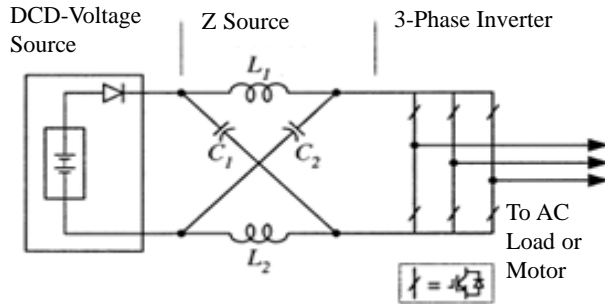 DCD-Voltage
Source
Z Source
3-Phase Inverter
L1
C1
C2
L2
To AC
Load or
Motor
=